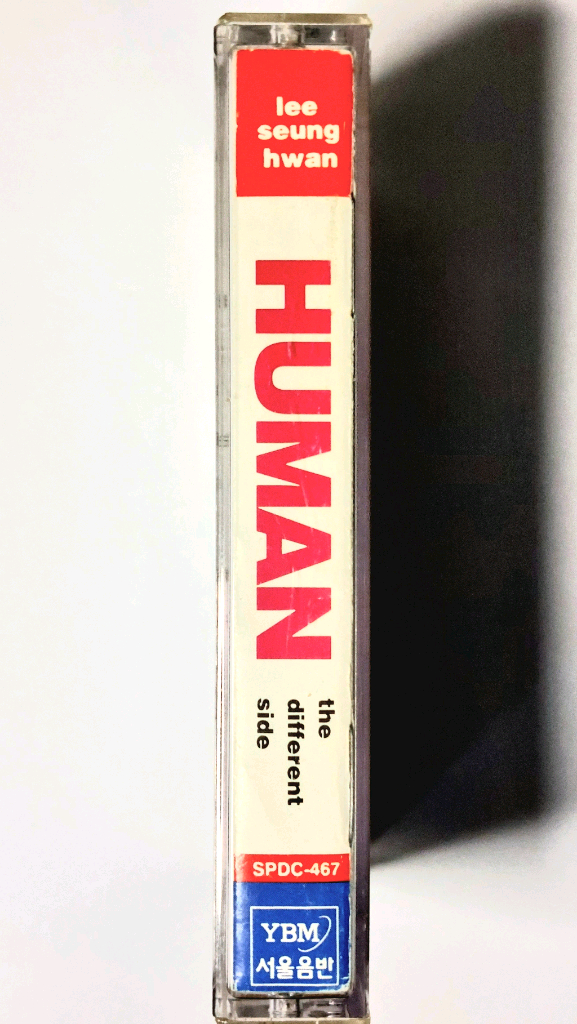 lee
seung
hwan
HUMAN
the
different
side
SPDC-467
YBM
서울음반